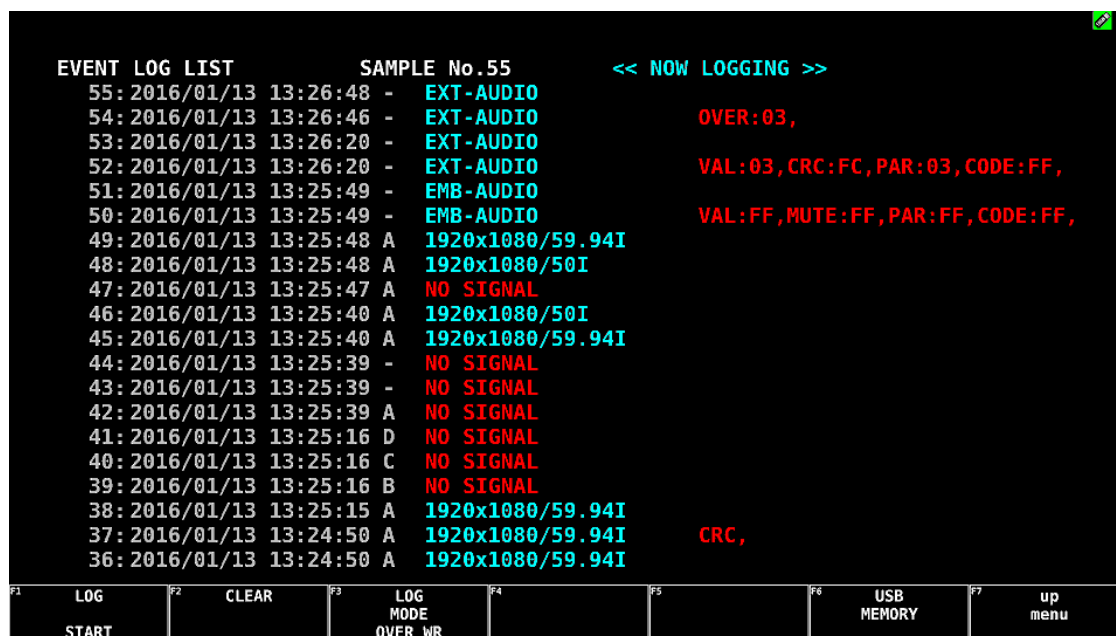 EVENT LOG LIST SAMPLE No.55 << NOW LOGGING >>
55:2016/01/13 13:26:48 - EXT-AUDIO
54:2016/01/13 13:26:46 - EXT-AUDIO OVER:03,
53:2016/01/13 13:26:20 - EXT-AUDIO
52:2016/01/13 13:26:20 - EXT-AUDIO VAL:03,CRC:FC,PAR:03,CODE:FF,
51:2016/01/13 13:25:49 - EMB-AUDIO
50:2016/01/13 13:25:49 - EMB-AUDIO VAL:FF,MUTE:FF,PAR:FF,CODE:FF,
49:2016/01/13 13:25:48 A 1920x1080/59.94I
48:2016/01/13 13:25:48 A 1920x1080/50I
47:2016/01/13 13:25:47 A NO SIGNAL
46:2016/01/13 13:25:40 A 1920x1080/50I
45:2016/01/13 13:25:40 A 1920x1080/59.94I
44:2016/01/13 13:25:39 - NO SIGNAL
43:2016/01/13 13:25:39 - NO SIGNAL
42:2016/01/13 13:25:39 A NO SIGNAL
41:2016/01/13 13:25:16 D NO SIGNAL
40:2016/01/13 13:25:16 C NO SIGNAL
39:2016/01/13 13:25:16 B NO SIGNAL
38:2016/01/13 13:25:15 A 1920x1080/59.94I
37:2016/01/13 13:24:50 A 1920x1080/59.94I CRC,
36:2016/01/13 13:24:50 A 1920x1080/59.94I
F1 LOG F2 CLEAR F3 LOG F4 F5 F6 USB F7 up
MODE MEMORY menu
START OVER WR